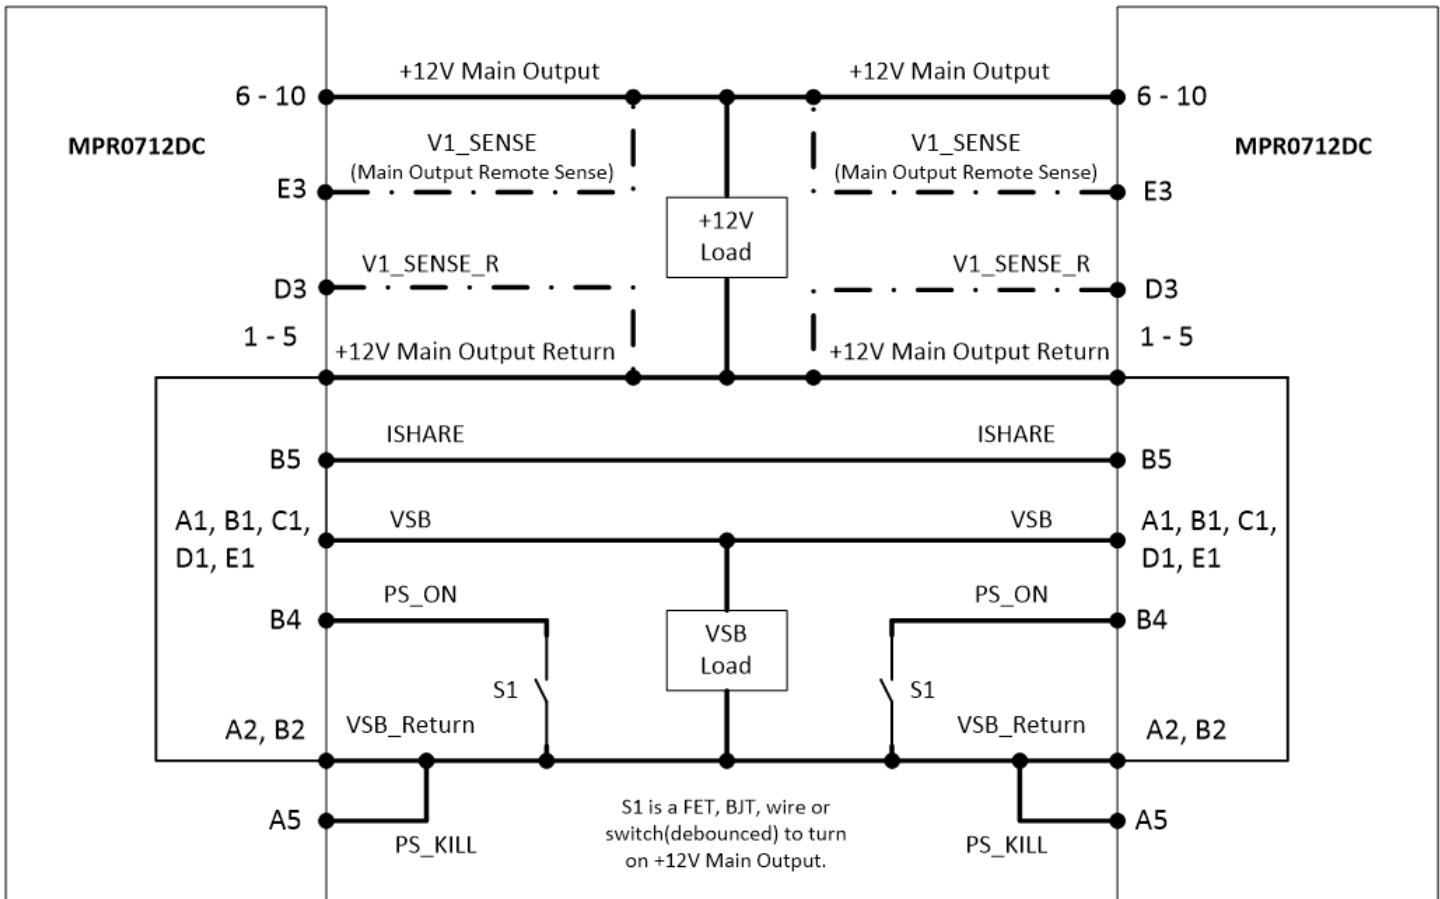 +12V Main Output
+12V Main Output
6 - 10
6 - 10
MPR0712DC
V1_SENSE
(Main Output Remote Sense)
V1_SENSE
(Main Output Remote Sense)
MPR0712DC
E3
E3
+12V
Load
V1_SENSE_R
V1_SENSE_R
D3
D3
1 - 5
1 - 5
+12V Main Output Return
+12V Main Output Return
ISHARE
ISHARE
B5
B5
A1, B1, C1,
D1, E1
VSB
VSB
A1, B1, C1,
D1, E1
PS_ON
PS_ON
B4
B4
VSB
Load
S1
S1
A2, B2
VSB_Return
VSB_Return
A2, B2
A5
A5
PS_KILL
PS_KILL
S1 is a FET, BJT, wire or
switch(debounced) to turn
on +12V Main Output.